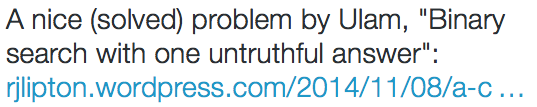 A nice (solved) problem by Ulam, "Binary
search with one untruthful answer":
rjlipton.wordpress.com/2014/11/08/a-c …